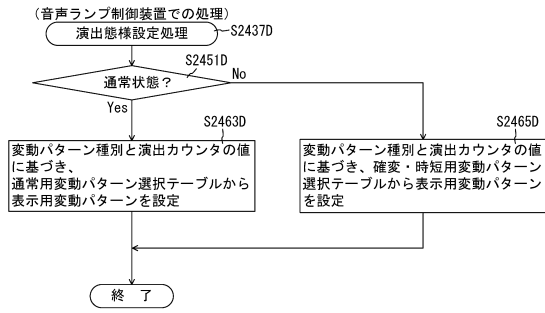 (音声ランプ制御装置での処理)
演出態様設定処理
S2437D
S2451D
通常状態?
No
Yes
S2463D
変動パターン種別と演出カウンタの値
に基づき、
通常用変動パターン選択テーブルから
表示用変動パターンを設定
S2465D
変動パターン種別と演出カウンタの値
に基づき、確変・時短用変動パターン
選択テーブルから表示用変動パターン
を設定
終 了